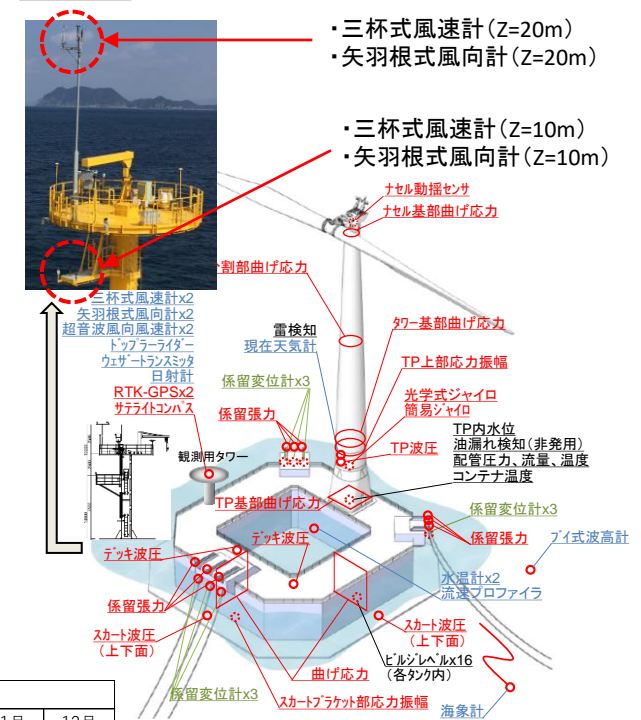 ・三杯式風速計（Z=20m）
・矢羽根式風向計（Z=20m）
・三杯式風速計（Z=10m）
・矢羽根式風向計（Z=10m）
ﾅｾﾙ動揺ｾﾝｻ
ﾅｾﾙ基部曲げ応力
割部曲げ応力
三杯式風速計x2
矢羽根式風向計x2
超音波風向風速計x2
ﾄﾞｯﾌﾟﾗｰﾗｲﾀﾞｰ
ｳｪｻﾞｰﾄﾗﾝｽﾐｯﾀ
日射計
RTK-GPSx2
ｻﾃﾗｲﾄｺﾝﾊﾟｽ
雷検知
現在天気計
ﾀﾜｰ基部曲げ応力
TP上部応力振幅
光学式ｼﾞｬｲﾛ
簡易ｼﾞｬｲﾛ
係留変位計x3
係留張力
TP波圧
TP内水位
油漏れ検知(非発用)
配管圧力、流量、温度
コンテナ温度
観測用タワー
TP基部曲げ応力
係留変位計x3
係留張力
ﾌﾞｲ式波高計
ﾃﾞｯｷ波圧
ﾃﾞｯｷ波圧
水温計x2
流速ﾌﾟﾛﾌｧｲﾗ
係留張力
ｽｶｰﾄ波圧
(上下面)
ｽｶｰﾄ波圧
(上下面)
曲げ応力
ﾋﾞﾙｼﾞﾚﾍﾞﾙx16
(各ﾀﾝｸ内)
係留変位計x3
ｽｶｰﾄﾌﾞﾗｹｯﾄ部応力振幅
海象計
12月